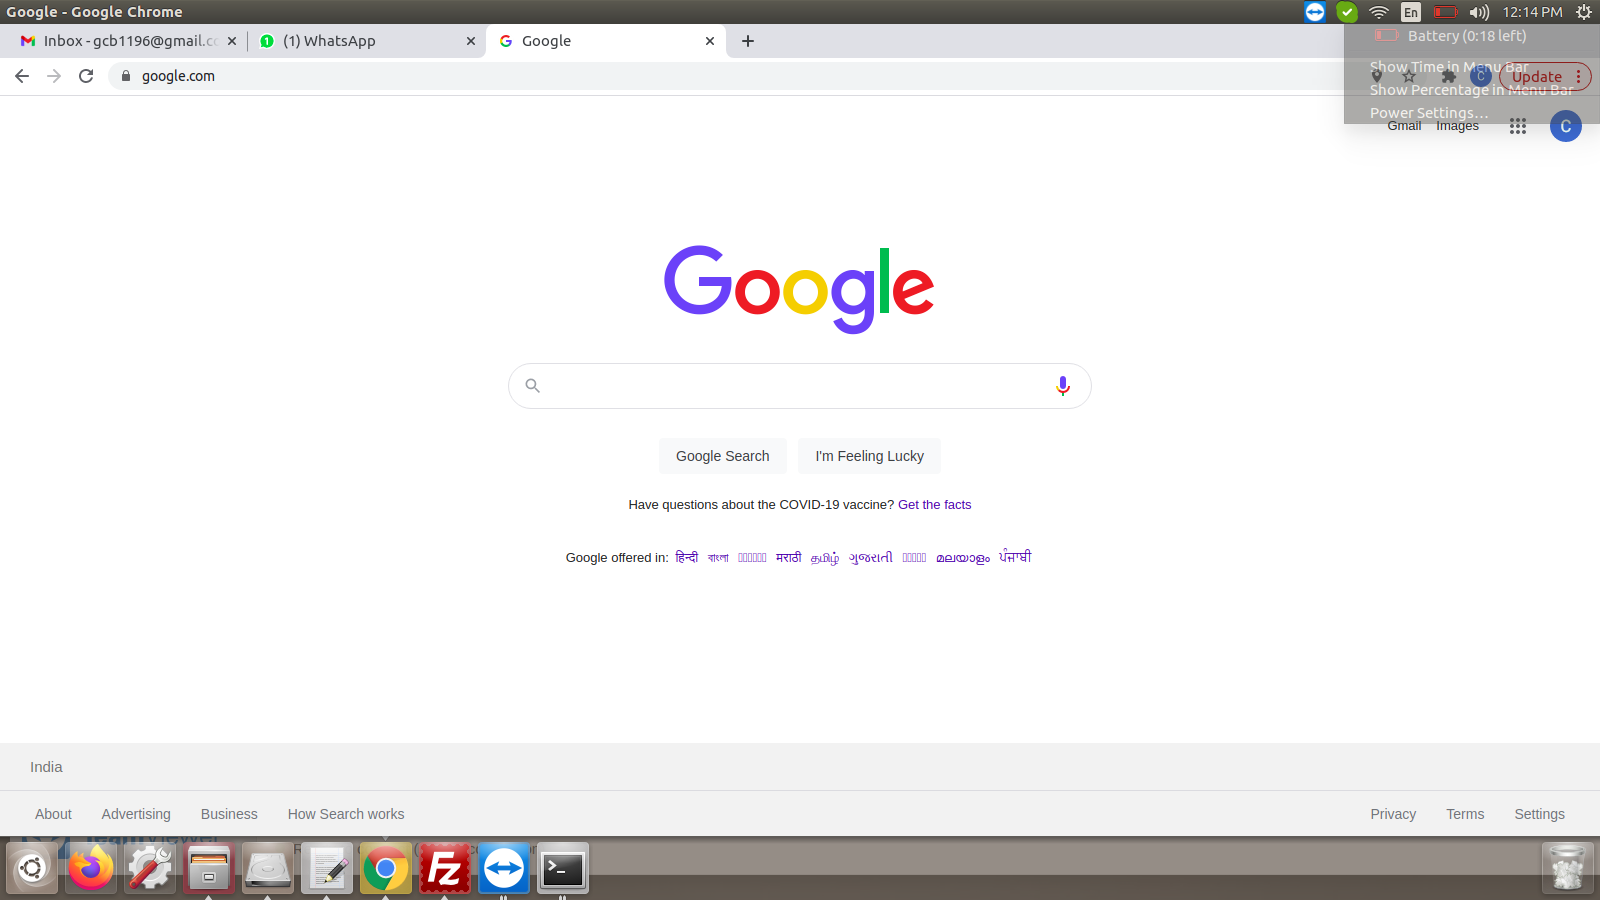 Google - Google Chrome
En
12:14 PM
Inbox - gcb1196@gmail.co
(1) WhatsApp
Google
Battery (0:18 left)
Show Time in Menu Bar
Show Percentage in Menu Bar
Power Settings...
google.com
C
Update
Gmail
Images
C
Google
Google Search
I'm Feeling Lucky
Have questions about the COVID-19 vaccine? Get the facts
Google offered in: हिन्दी বাংলা मराठी தமிழ் ગુજરાતી മലയാളം ਪੰਜਾਬੀ
India
About Advertising Business How Search works
Privacy Terms Settings
TeamViewer
Fz